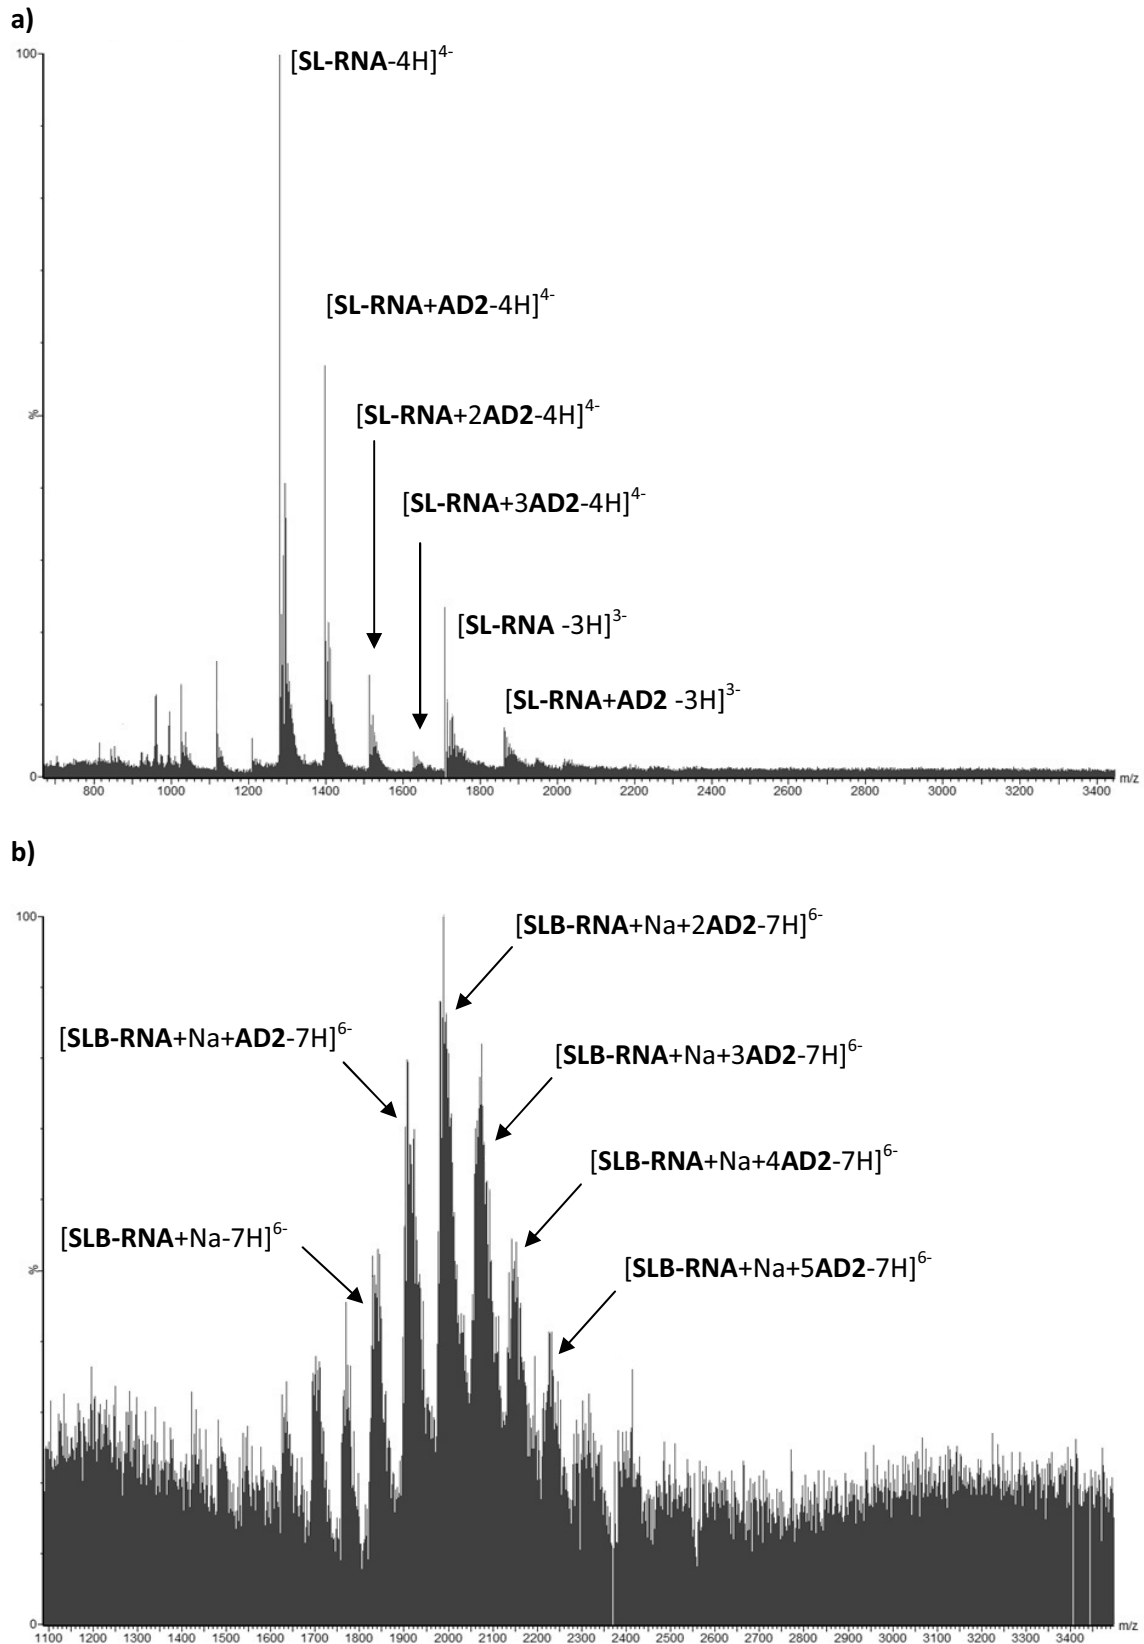 a)
100
[SL-RNA-4H]4-
[SL-RNA+AD2-4H]4-
[SL-RNA+2AD2-4H]4-
%
[SL-RNA+3AD2-4H]4-
[SL-RNA -3H]3-
[SL-RNA+AD2 -3H]3-
0
800 1000 1200 1400 1600 1800 2000 2200 2400 2600 2800 3000 3200 3400 m/z
b)
100
[SLB-RNA+Na+2AD2-7H]6-
[SLB-RNA+Na+AD2-7H]6-
[SLB-RNA+Na+3AD2-7H]6-
[SLB-RNA+Na+4AD2-7H]6-
[SLB-RNA+Na-7H]6-
[SLB-RNA+Na+5AD2-7H]6-
%
0
1100 1200 1300 1400 1500 1600 1700 1800 1900 2000 2100 2200 2300 2400 2500 2600 2700 2800 2900 3000 3100 3200 3300 3400 m/z